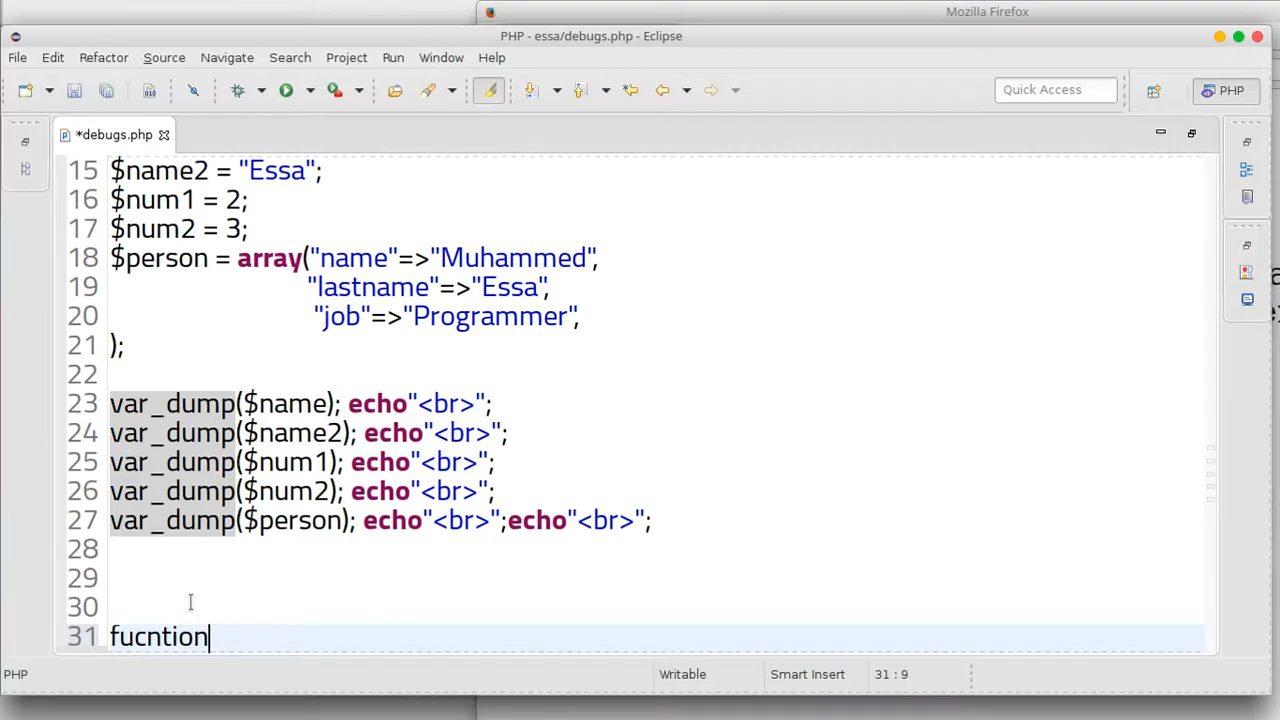 Mozilla Firefox
PHP - essa/debugs.php - Eclipse
File Edit Refactor Source Navigate Search Project Run Window Help
Quick Access
PHP
*debugs.php
15 $name2 = "Essa";
16 $num1 = 2;
17 $num2 = 3;
18 $person = array("name"=>"Muhammed",
19 "lastname"=>"Essa",
20 "job"=>"Programmer",
21 );
22
23 var_dump($name); echo"<br>";
24 var_dump($name2); echo"<br>";
25 var_dump($num1); echo"<br>";
26 var_dump($num2); echo"<br>";
27 var_dump($person); echo"<br>";echo"<br>";
28
29
30
31 fucntion
PHP Writable Smart Insert 31 : 9